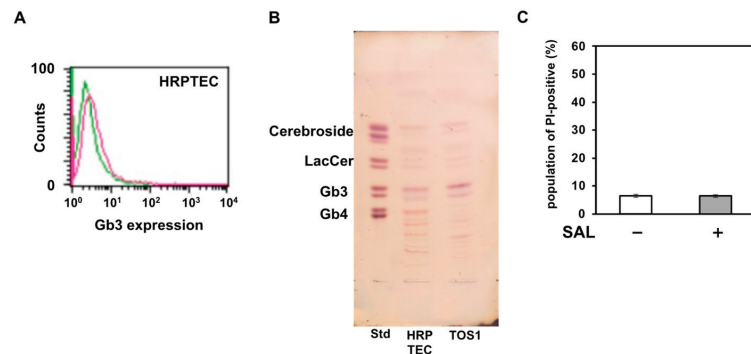 A
100
HRPTEC
Counts
0
10⁰ 10¹ 10² 10³ 10⁴
Gb3 expression
B
Cerebroside
LacCer
Gb3
Gb4
Std HRP TOS1
TEC
C
population of PI-positive (%)
60
50
40
30
20
10
0
SAL − +